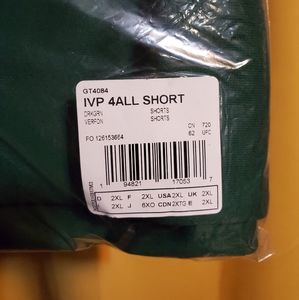 GT4084
IVP 4ALL SHORT
DRKGRN SHORTS
VERFON SHORTS
CN 720
PO 126153664 62 UFC
1 94821 17053 7
D 2XL F 2XL USA 2XL UK 2XL
2XL J 6XO CDN 2XTG E 2XL